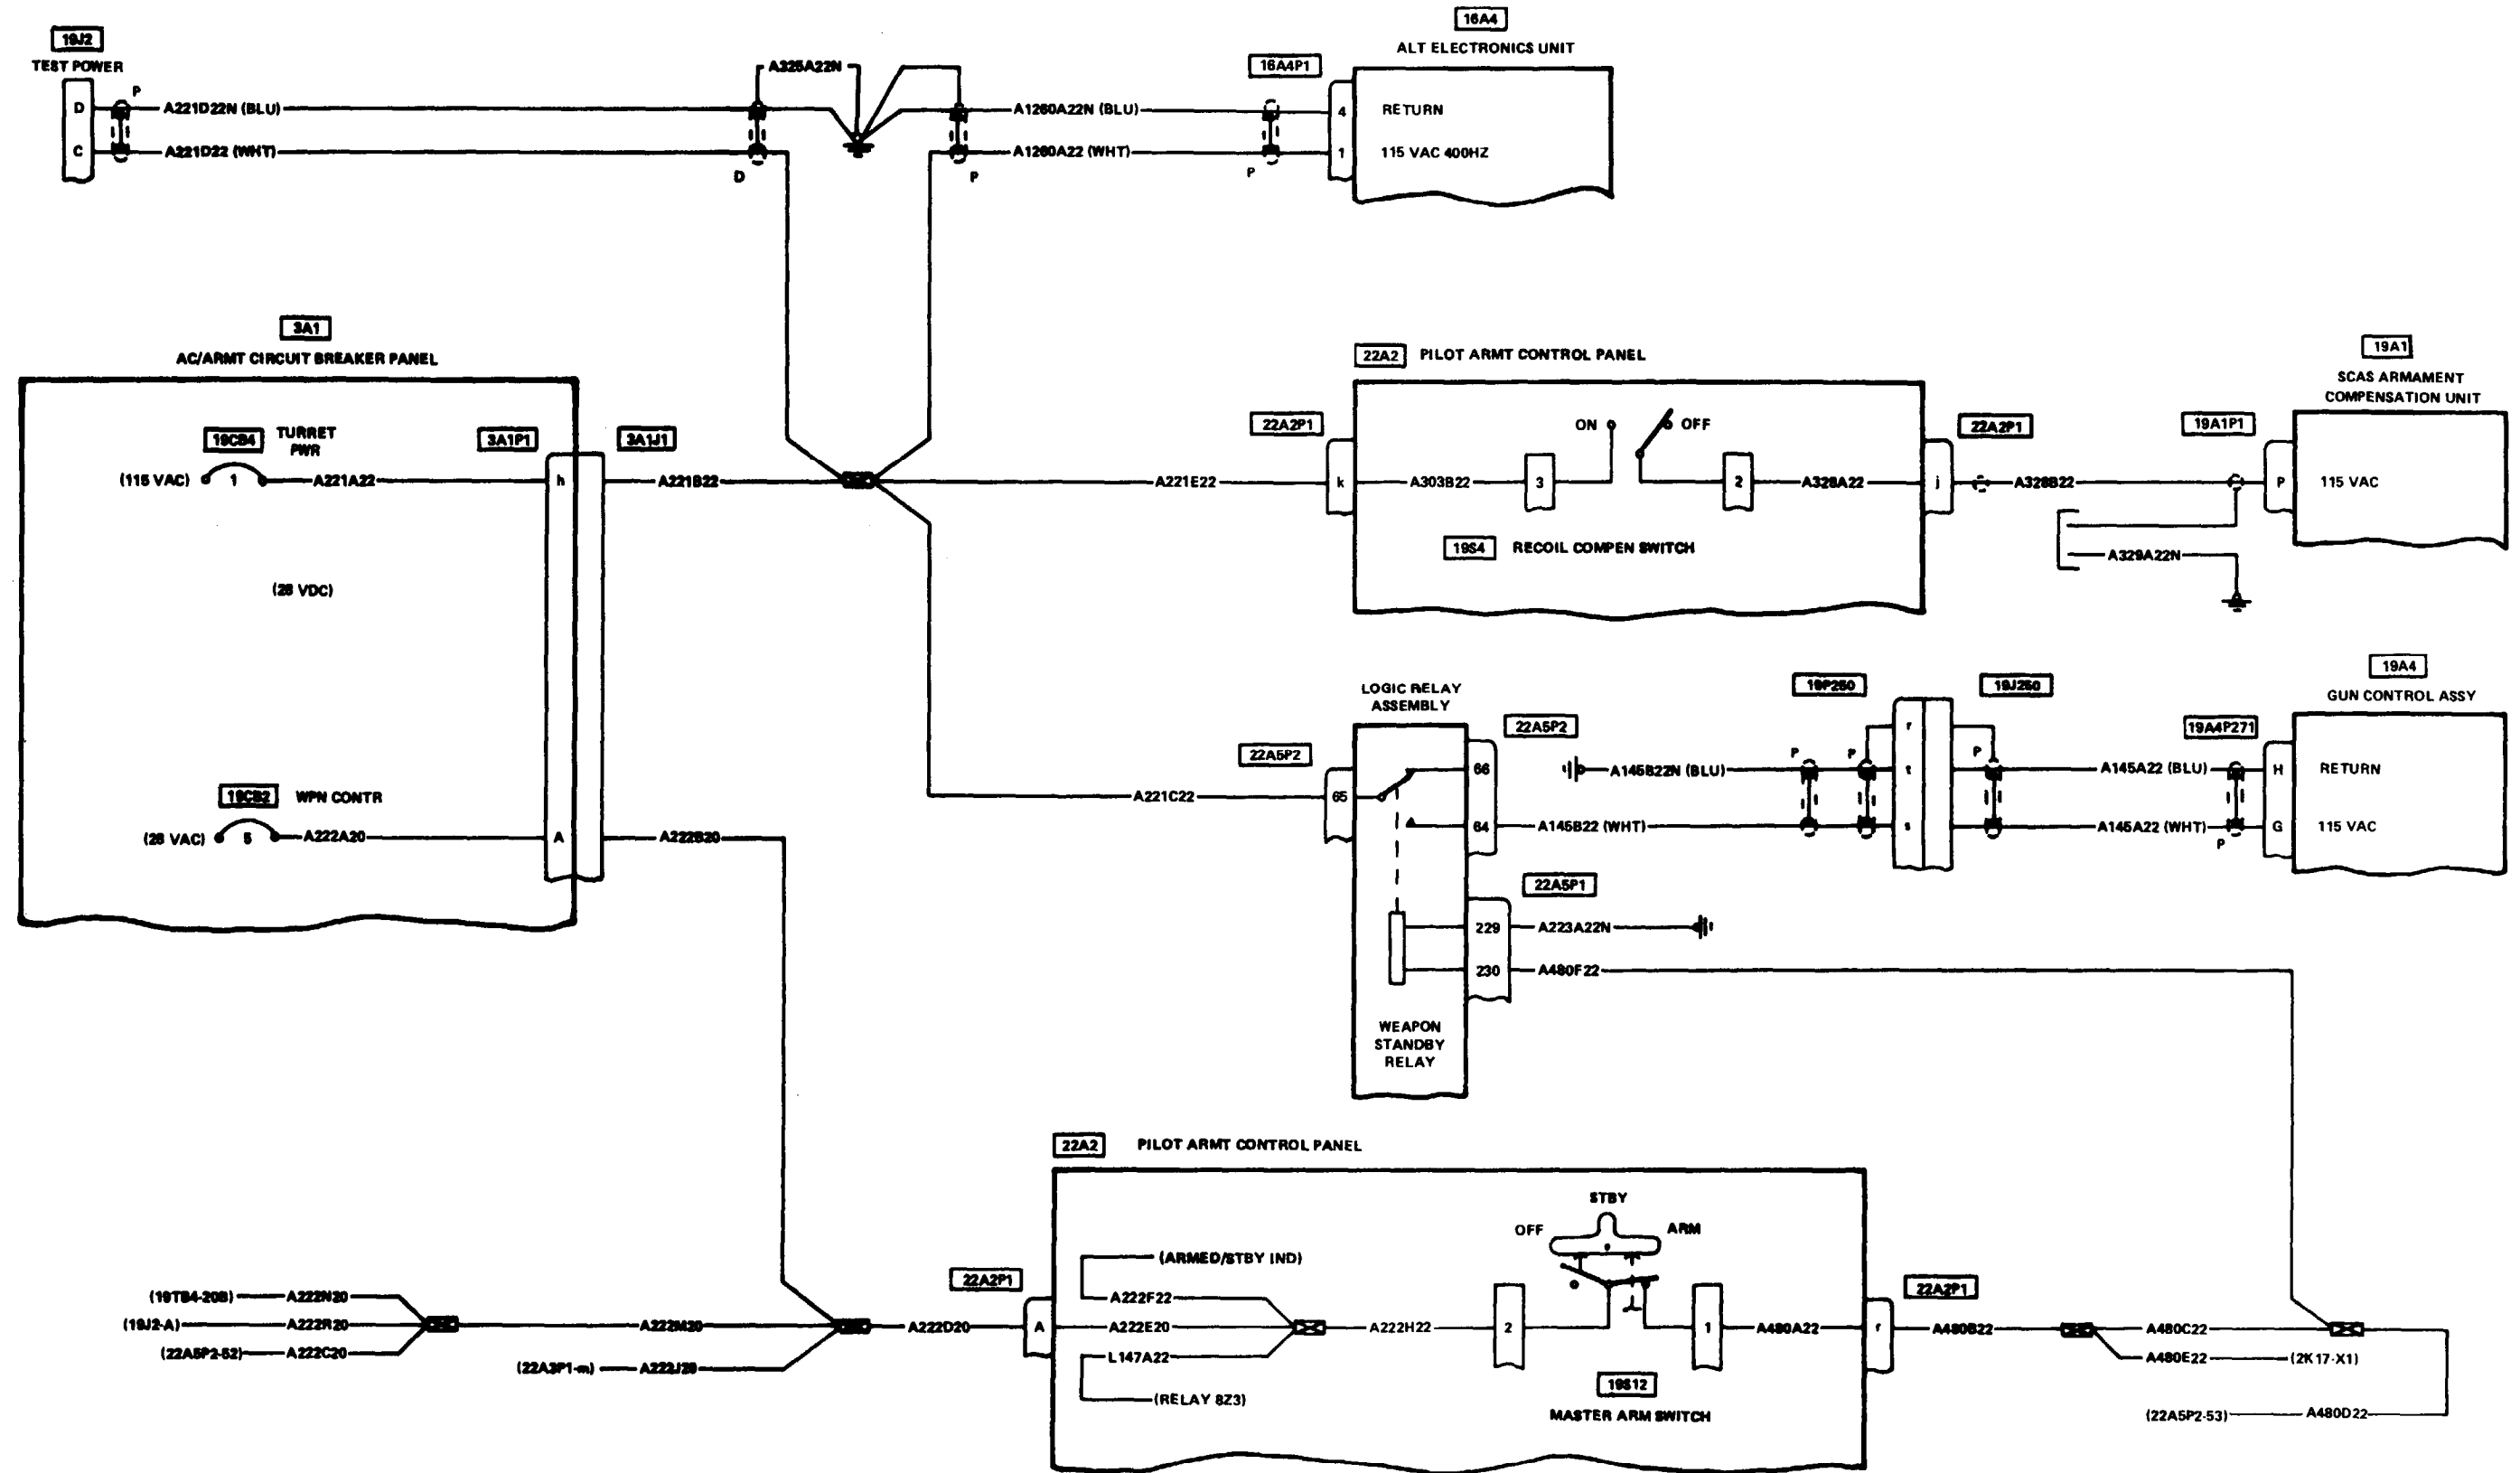 19J2
TEST POWER
D
P
A221D22N (BLU)
C
A221D22 (WHT)
D
A325A22N
P
A1260A22N (BLU)
A1260A22 (WHT)
P
16A4P1
16A4
ALT ELECTRONICS UNIT
4
RETURN
1
115 VAC 400HZ
3A1
AC/ARMT CIRCUIT BREAKER PANEL
19CB4
TURRET
PWR
3A1P1
3A1J1
(115 VAC)
1
A221A22
h
A221B22
(28 VDC)
19CB2
WPN CONTR
(28 VAC)
5
A222A20
A
A222B20
A221E22
22A2
PILOT ARMT CONTROL PANEL
22A2P1
k
A303B22
3
ON
OFF
2
A328A22
19S4
RECOIL COMPEN SWITCH
22A2P1
j
A328B22
A329A22N
19A1
SCAS ARMAMENT
COMPENSATION UNIT
19A1P1
P
115 VAC
A221C22
LOGIC RELAY
ASSEMBLY
22A5P2
65
22A5P2
66
64
A145B22N (BLU)
A145B22 (WHT)
P
P
19P250
19J250
r
t
s
P
A145A22 (BLU)
A145A22 (WHT)
P
19A4
GUN CONTROL ASSY
19A4P271
H
RETURN
G
115 VAC
22A5P1
229
A223A22N
230
A480F22
WEAPON
STANDBY
RELAY
22A2
PILOT ARMT CONTROL PANEL
(19TB4-20B)
A222N20
(19J2-A)
A222R20
(22A5P2-52)
A222C20
A222M20
(22A3P1-m)
A222J20
A222D20
22A2P1
A
(ARMED/STBY IND)
A222F22
A222E20
L147A22
(RELAY 8Z3)
A222H22
2
STBY
OFF
ARM
1
A480A22
19S12
MASTER ARM SWITCH
22A2P1
r
A480B22
A480C22
A480E22
(2K17-X1)
(22A5P2-53)
A480D22